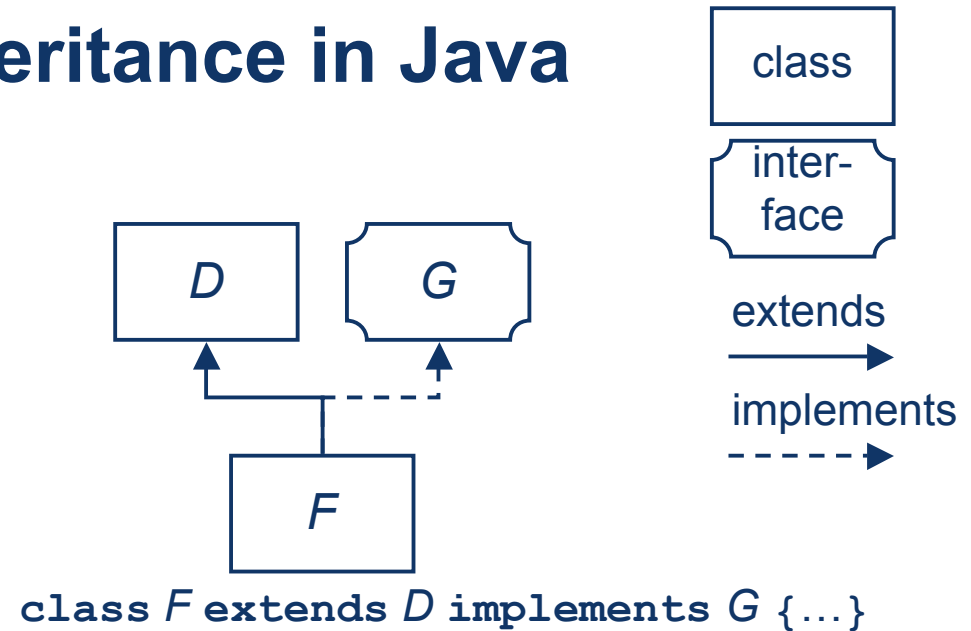 eritance in Java
class
inter-
face
D
G
extends
implements
F
class F extends D implements G {…}